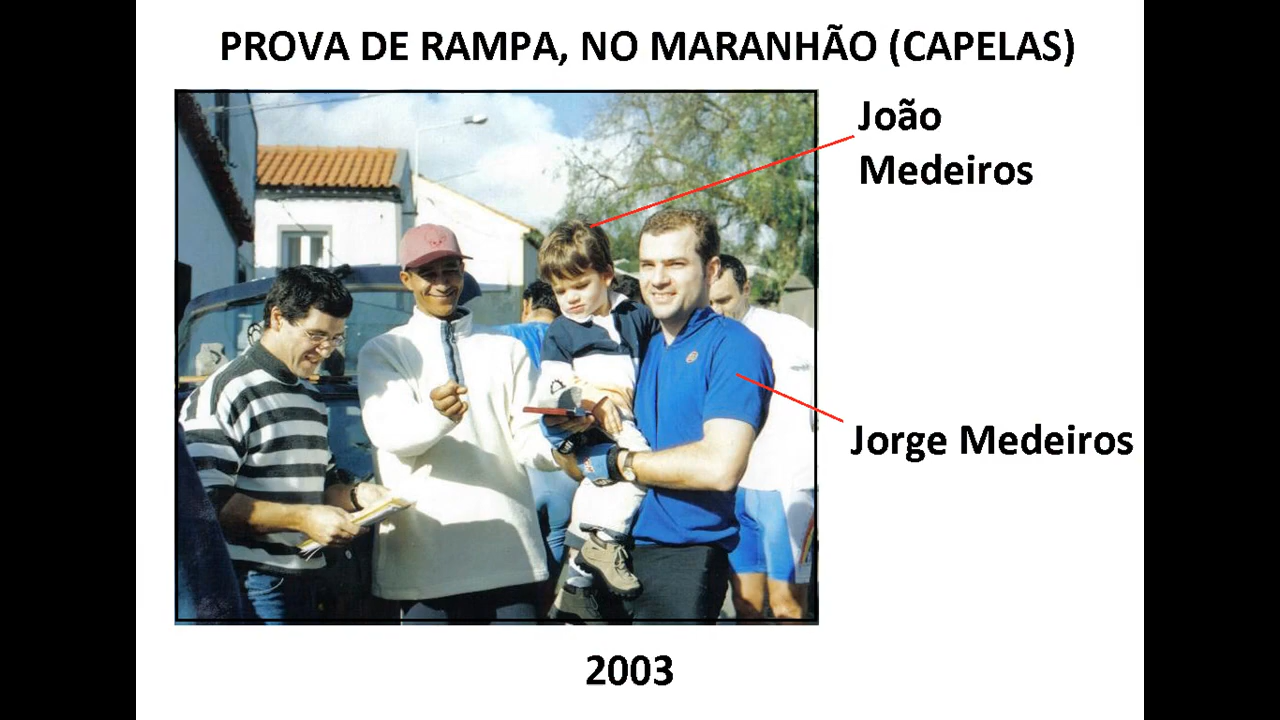 PROVA DE RAMPA, NO MARANHÃO (CAPELAS)
João
Medeiros
Jorge Medeiros
2003